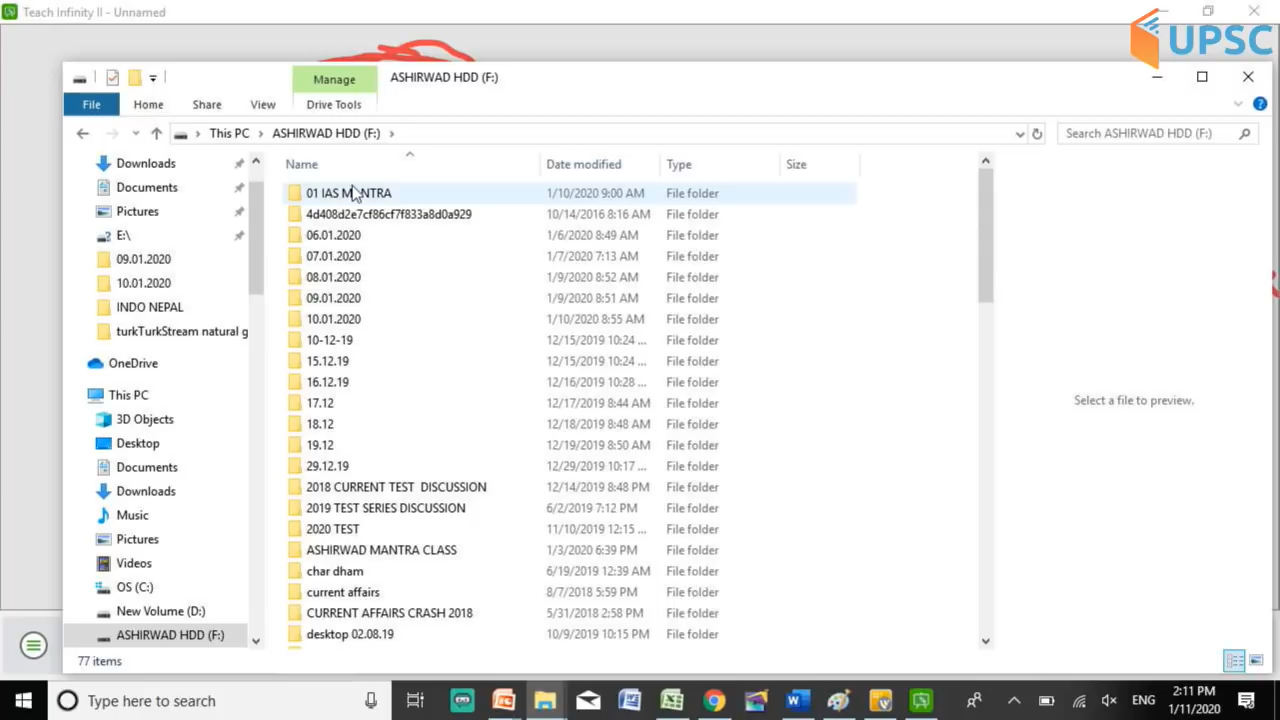 Teach Infinity II - Unnamed
UPSC
Manage
ASHIRWAD HDD (F:)
File
Home
Share
View
Drive Tools
This PC
ASHIRWAD HDD (F:)
Search ASHIRWAD HDD (F:)
Name
Date modified
Type
Size
Downloads
Documents
Pictures
E:\
09.01.2020
10.01.2020
INDO NEPAL
turkTurkStream natural g
OneDrive
This PC
3D Objects
Desktop
Documents
Downloads
Music
Pictures
Videos
OS (C:)
New Volume (D:)
ASHIRWAD HDD (F:)
01 IAS MANTRA 1/10/2020 9:00 AM File folder
4d408d2e7cf86cf7f833a8d0a929 10/14/2016 8:16 AM File folder
06.01.2020 1/6/2020 8:49 AM File folder
07.01.2020 1/7/2020 7:13 AM File folder
08.01.2020 1/9/2020 8:52 AM File folder
09.01.2020 1/9/2020 8:51 AM File folder
10.01.2020 1/10/2020 8:55 AM File folder
10-12-19 12/15/2019 10:24 ... File folder
15.12.19 12/15/2019 10:24 ... File folder
16.12.19 12/16/2019 10:28 ... File folder
17.12 12/17/2019 8:44 AM File folder
18.12 12/18/2019 8:48 AM File folder
19.12 12/19/2019 8:50 AM File folder
29.12.19 12/29/2019 10:17 ... File folder
2018 CURRENT TEST DISCUSSION 12/14/2019 8:48 PM File folder
2019 TEST SERIES DISCUSSION 6/2/2019 7:12 PM File folder
2020 TEST 11/10/2019 12:15 ... File folder
ASHIRWAD MANTRA CLASS 1/3/2020 6:39 PM File folder
char dham 6/19/2019 12:39 AM File folder
current affairs 8/7/2018 5:59 PM File folder
CURRENT AFFAIRS CRASH 2018 5/31/2018 2:58 PM File folder
desktop 02.08.19 10/9/2019 10:15 PM File folder
Select a file to preview.
77 items
Type here to search
ENG
2:11 PM
1/11/2020